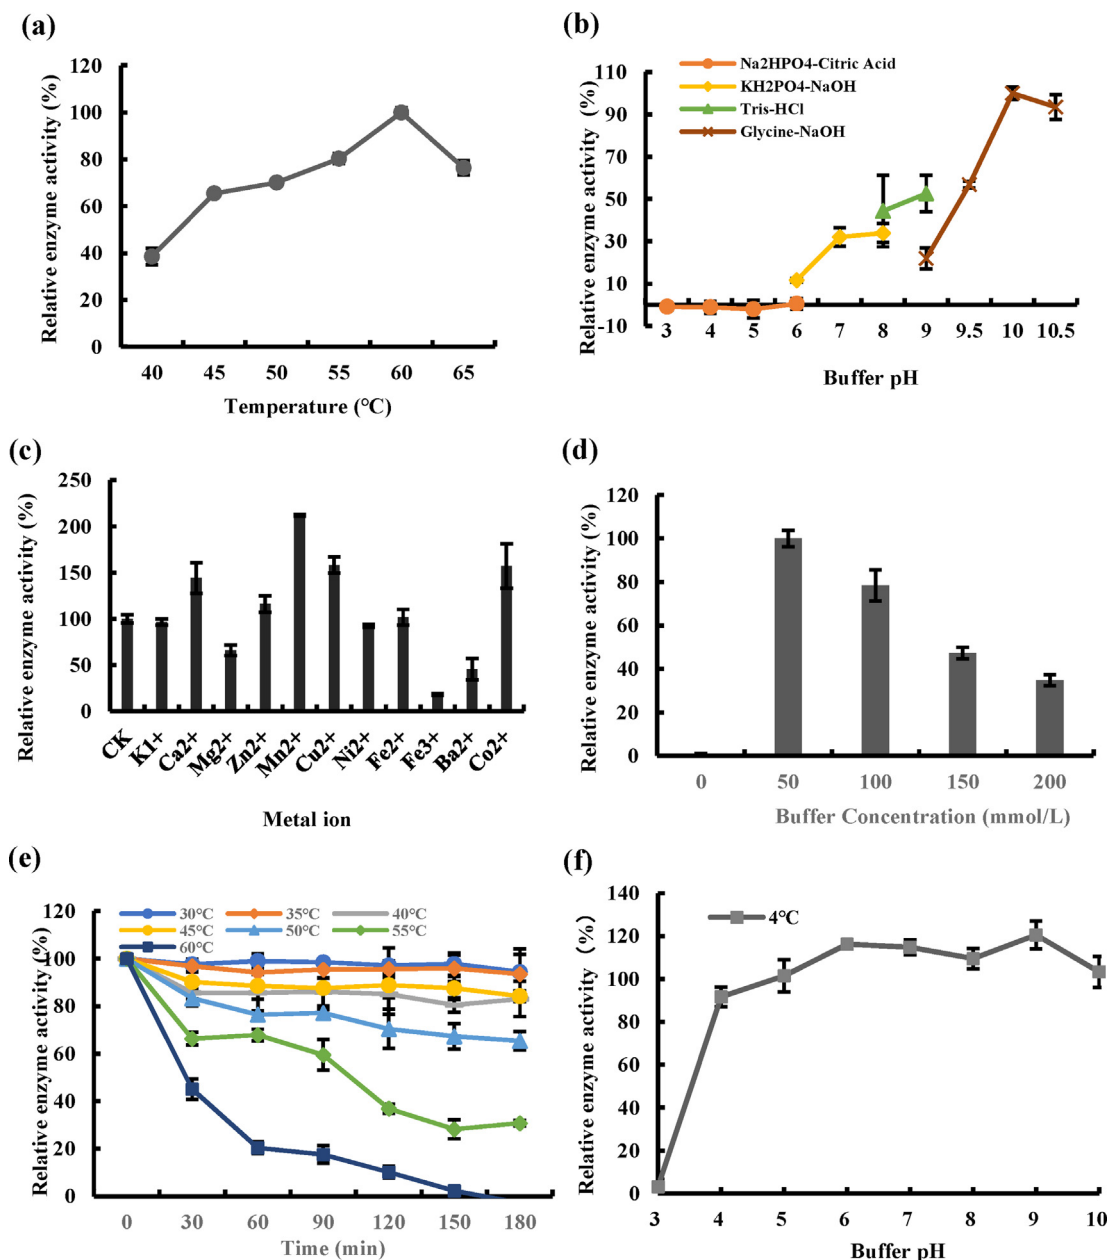 (a)
120
100
80
60
40
20
0
40 45 50 55 60 65
Relative enzyme activity (%)
Temperature (°C)
(b)
Na2HPO4-Citric Acid
KH2PO4-NaOH
Tris-HCl
Glycine-NaOH
110
90
70
50
30
10
-10
3 4 5 6 7 8 9 9.5 10 10.5
Relative enzyme activity (%)
Buffer pH
(c)
250
200
150
100
50
0
CK K1+ Ca2+ Mg2+ Zn2+ Mn2+ Cu2+ Ni2+ Fe2+ Fe3+ Ba2+ Co2+
Relative enzyme activity (%)
Metal ion
(d)
120
100
80
60
40
20
0
0 50 100 150 200
Relative enzyme activity (%)
Buffer Concentration (mmol/L)
(e)
30°C 35°C 40°C
45°C 50°C 55°C
60°C
120
100
80
60
40
20
0
0 30 60 90 120 150 180
Relative enzyme activity (%)
Time (min)
(f)
4°C
140
120
100
80
60
40
20
0
3 4 5 6 7 8 9 10
Relative enzyme activity (%)
Buffer pH